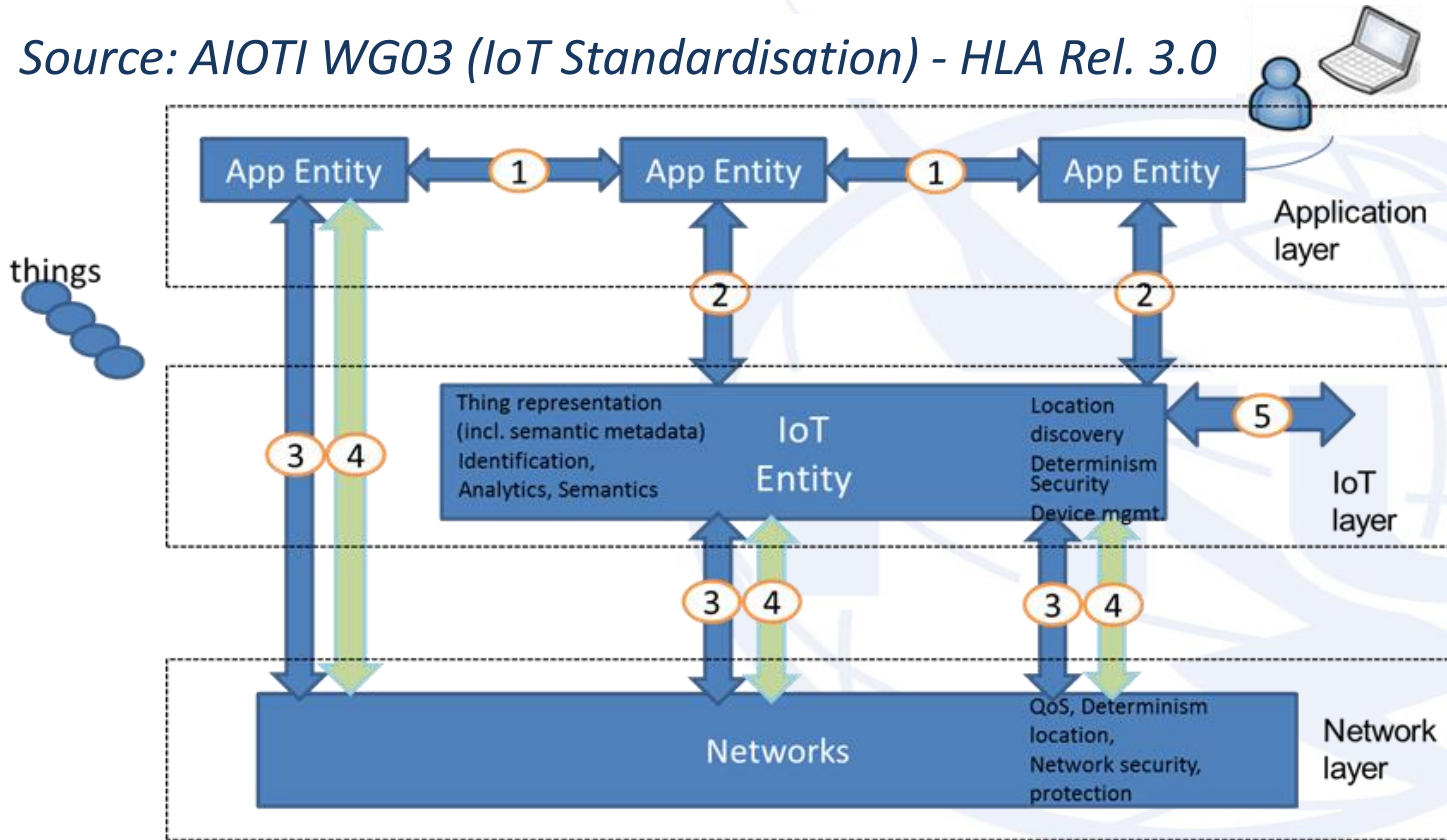 Source: AIOTI WG03 (IoT Standardisation) - HLA Rel. 3.0
App Entity
1
App Entity
1
App Entity
Application
layer
things
2
2
Thing representation
(incl. semantic metadata)
Identification,
Analytics, Semantics
IoT
Entity
Location
discovery
Determinism
Security
Device mgmt.
5
3
4
IoT
layer
3
4
3
4
Networks
QoS, Determinism
location,
Network security,
protection
Network
layer